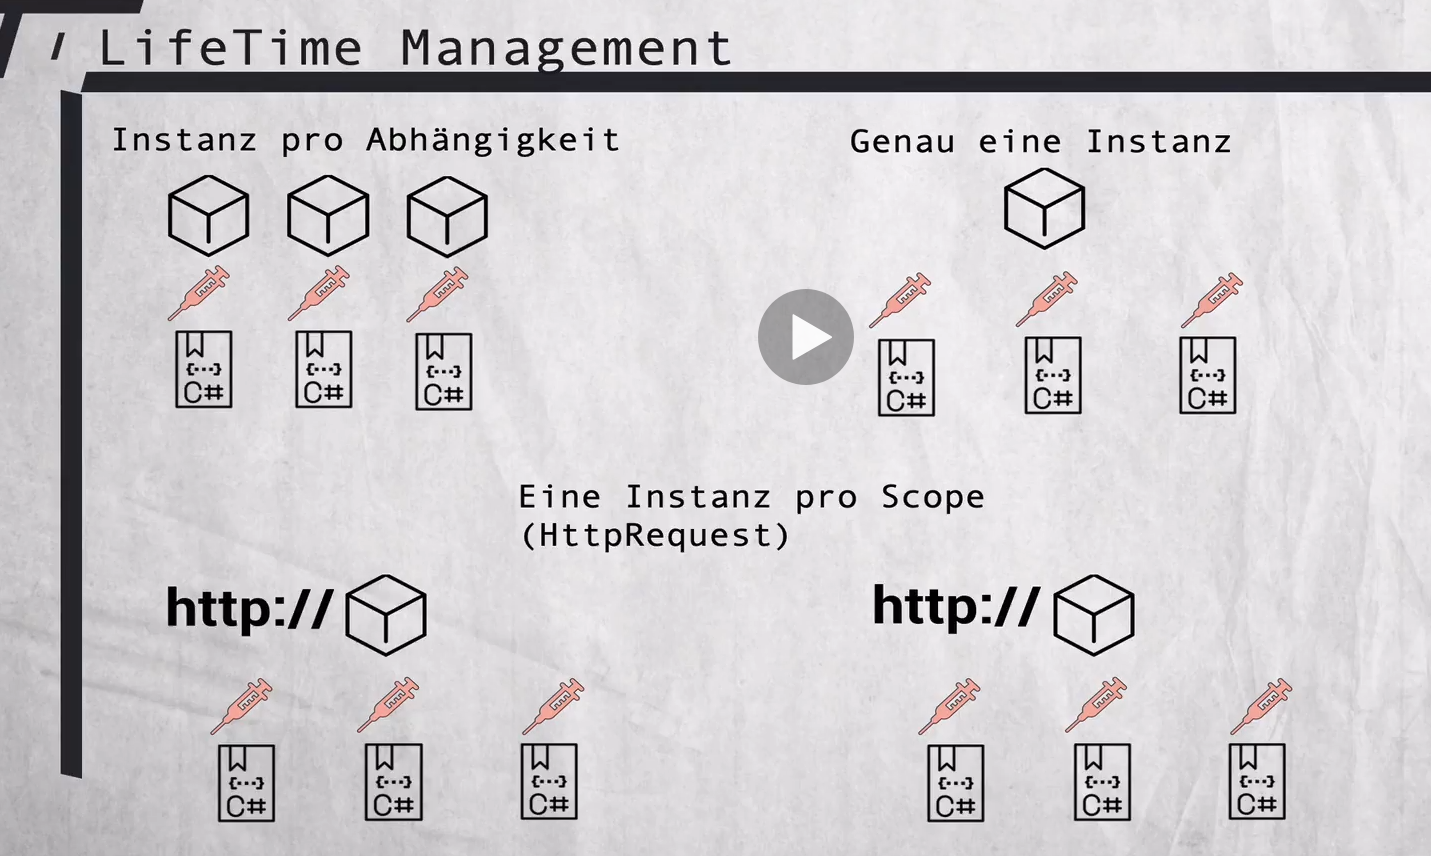 LifeTime Management
Instanz pro Abhängigkeit
Genau eine Instanz
{...}
C#
{...}
C#
{...}
C#
{...}
C#
{...}
C#
{...}
C#
Eine Instanz pro Scope
(HttpRequest)
http://
http://
{...}
C#
{...}
C#
{...}
C#
{...}
C#
{...}
C#
{...}
C#